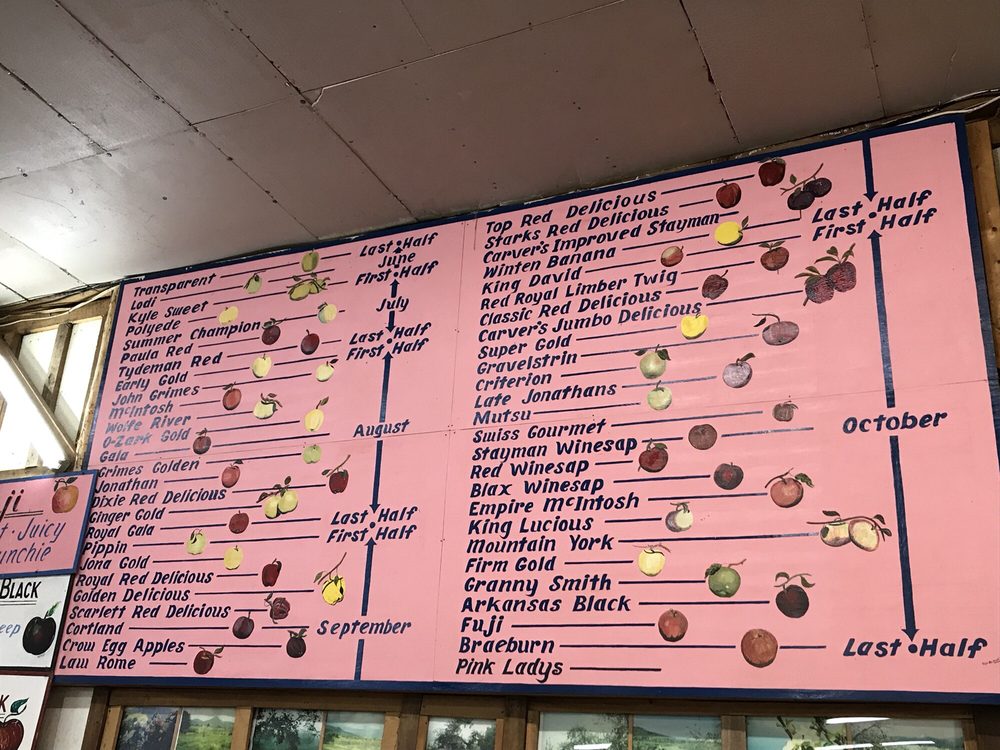 Transparent
Lodi
Kyle Sweet
Polyede
Summer Champion
Paula Red
Tydeman Red
Early Gold
John Grimes
McIntosh
Wolfe River
O-Zark Gold
Gala
Grimes Golden
Jonathan
Dixie Red Delicious
Ginger Gold
Royal Gala
Pippin
Jona Gold
Royal Red Delicious
Golden Delicious
Scarlett Red Delicious
Cortland
Crow Egg Apples
Law Rome
Last • Half
June
First • Half
July
Last • Half
First • Half
August
Last • Half
First • Half
September
Top Red Delicious
Starks Red Delicious
Carver's Improved Stayman
Winten Banana
King David
Red Royal Limber Twig
Classic Red Delicious
Carver's Jumbo Delicious
Super Gold
Gravelstrin
Criterion
Late Jonathans
Mutsu
Swiss Gourmét
Stayman Winesap
Red Winesap
Blax Winesap
Empire McIntosh
King Lucious
Mountain York
Firm Gold
Granny Smith
Arkansas Black
Fuji
Braeburn
Pink Ladys
Last • Half
First • Half
October
Last • Half
ji
t • Juicy
unchie
BLACK
eep
K